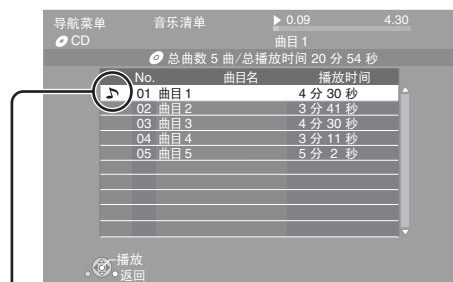 导航菜单 音乐清单 0.09 4.30
CD 曲目1
总曲数 5 曲/总播放时间 20 分 54 秒
No. 曲目名 播放时间
01 曲目1 4 分 30 秒
02 曲目2 3 分 41 秒
03 曲目3 4 分 30 秒
04 曲目4 3 分 11 秒
05 曲目5 5 分 2 秒
播放
返回